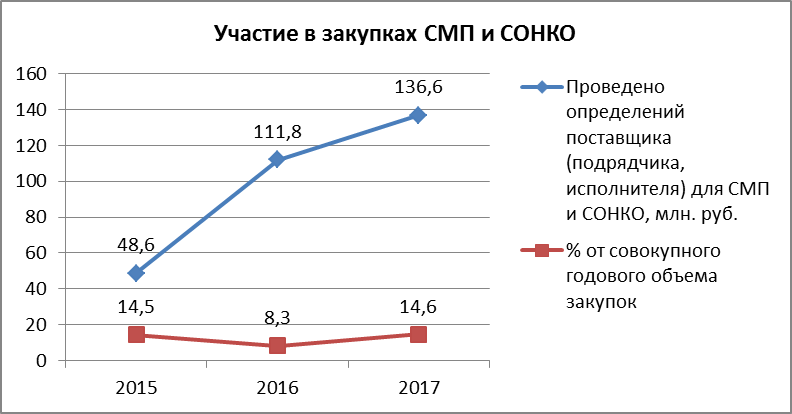 Участие в закупках СМП и СОНКО
160
140
120
100
80
60
40
20
0
48,6
111,8
136,6
14,5
8,3
14,6
2015
2016
2017
Проведено
определений
поставщика
(подрядчика,
исполнителя) для СМП
и СОНКО, млн. руб.
% от совокупного
годового объема
закупок